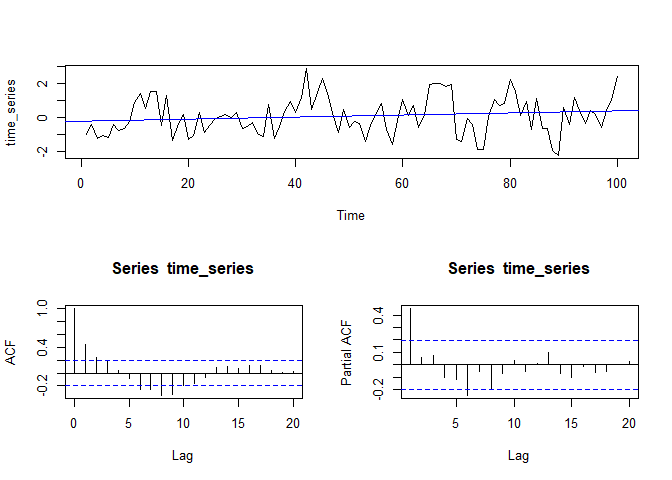 time_series
2
0
-2
0 20 40 60 80 100
Time
Series time_series
Series time_series
ACF
1.0
0.4
-0.2
Partial ACF
0.4
0.1
-0.2
0 5 10 15 20
5 10 15 20
Lag
Lag